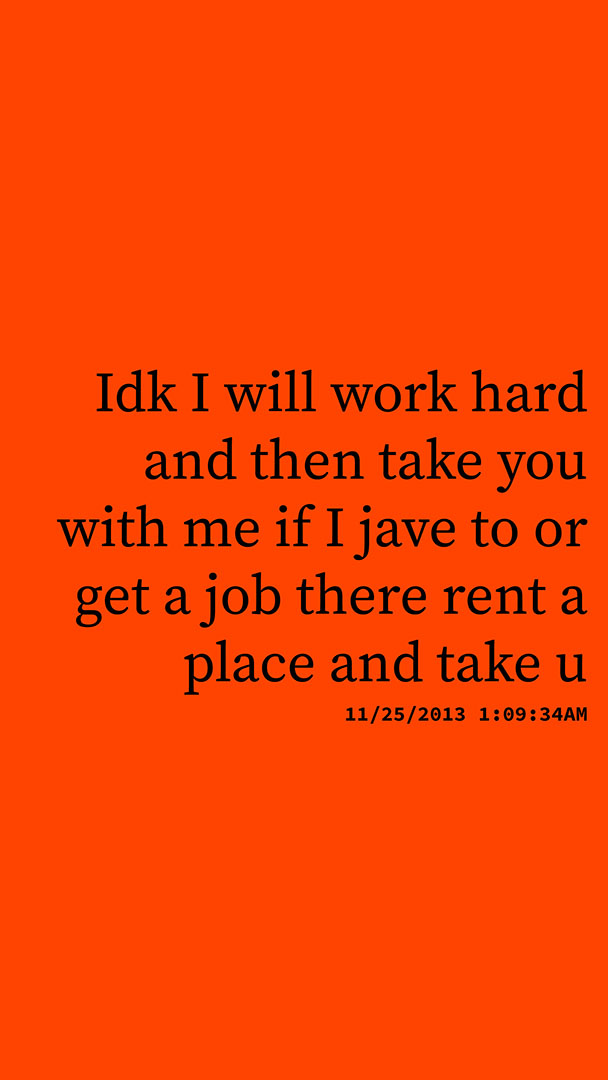 Idk I will work hard
and then take you
with me if I jave to or
get a job there rent a
place and take u
11/25/2013 1:09:34AM